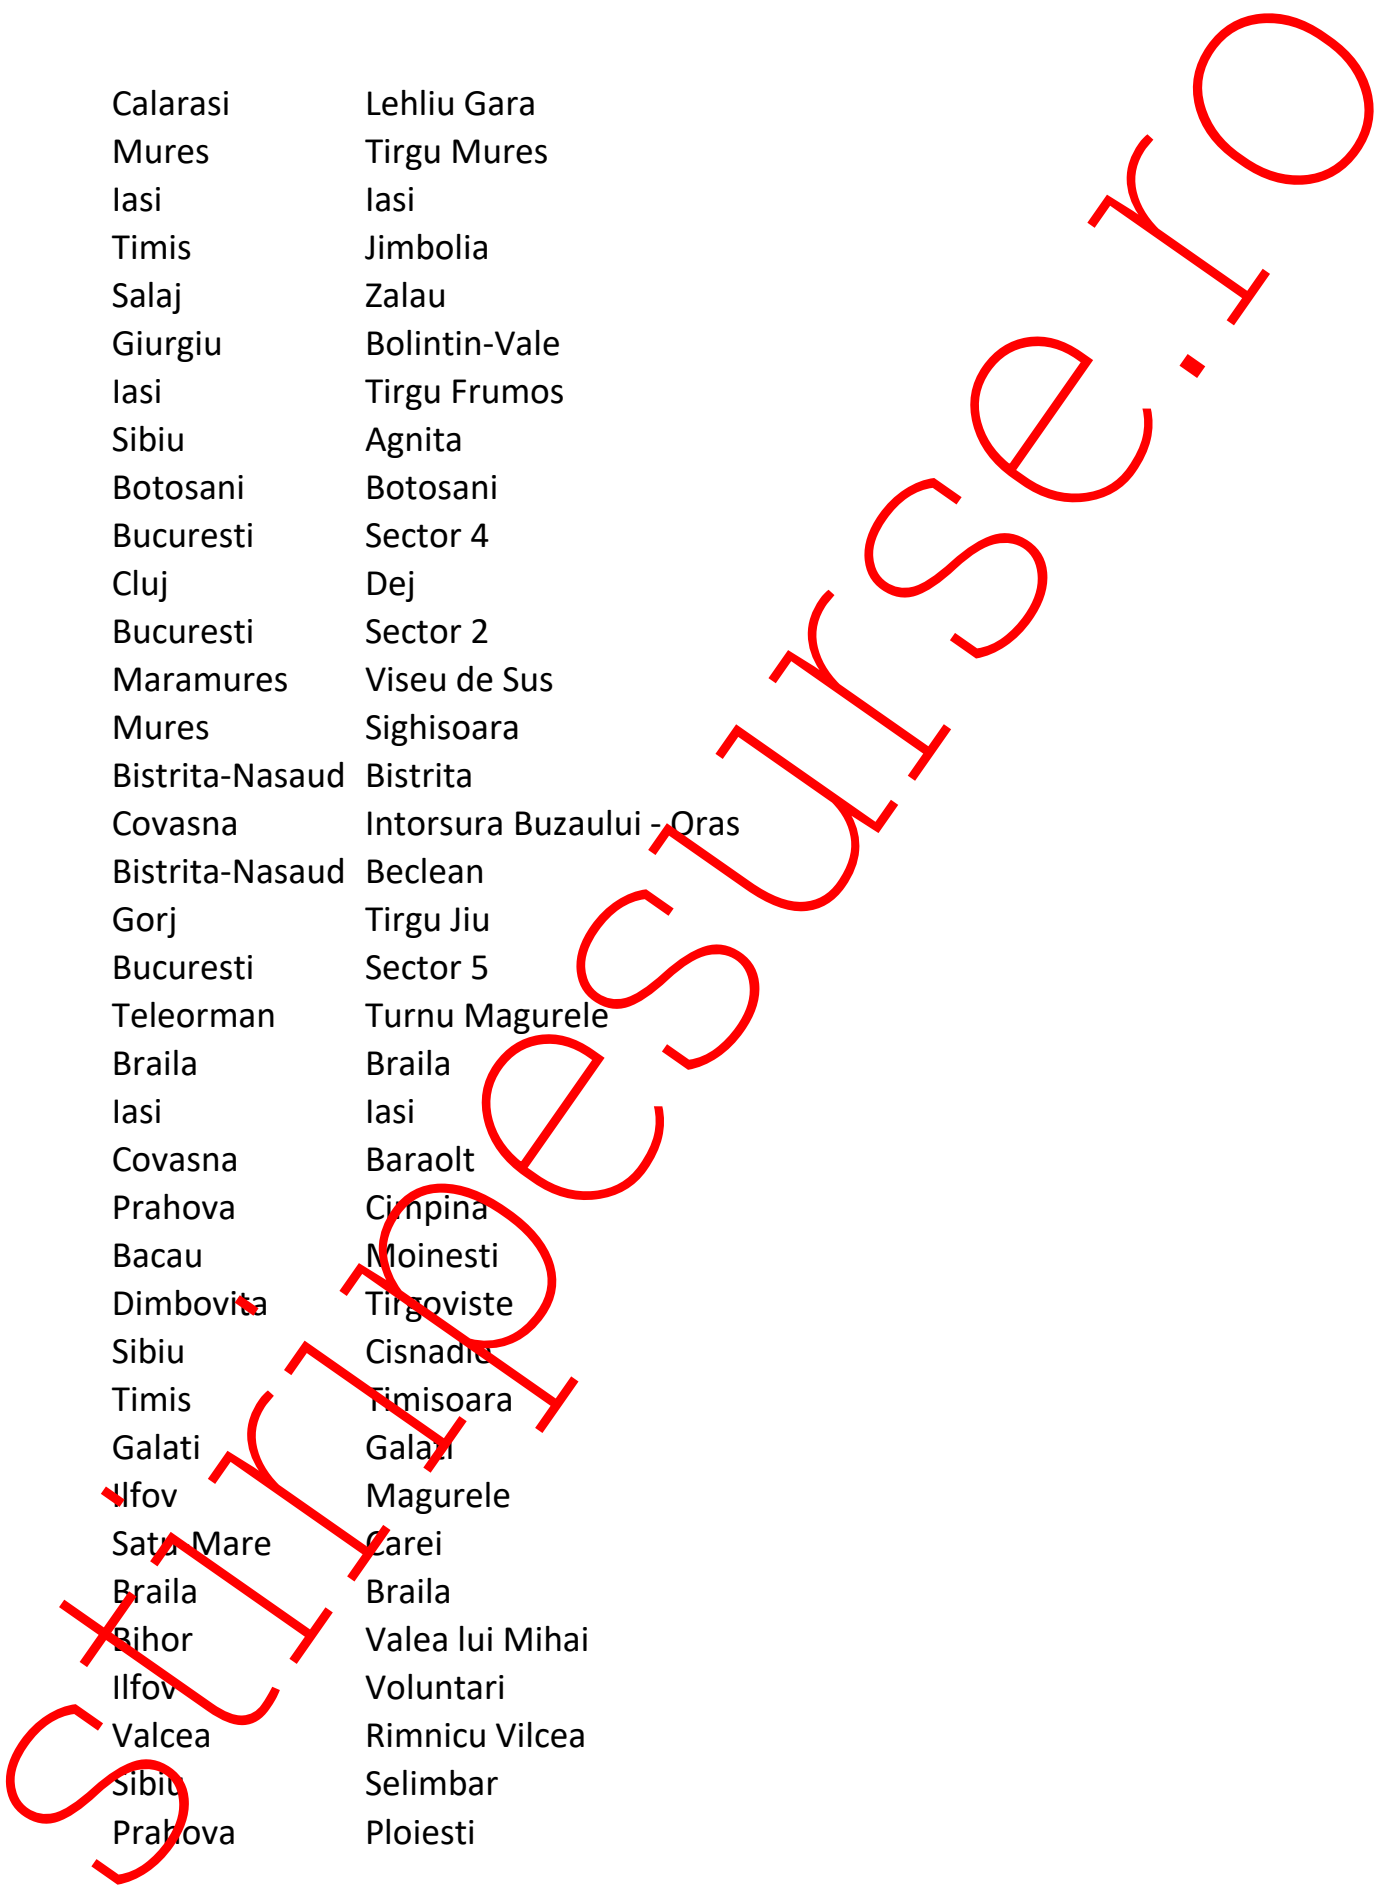 Calarasi Lehliu Gara
Mures Tirgu Mures
Iasi Iasi
Timis Jimbolia
Salaj Zalau
Giurgiu Bolintin-Vale
Iasi Tirgu Frumos
Sibiu Agnita
Botosani Botosani
Bucuresti Sector 4
Cluj Dej
Bucuresti Sector 2
Maramures Viseu de Sus
Mures Sighisoara
Bistrita-Nasaud Bistrita
Covasna Intorsura Buzaului - Oras
Bistrita-Nasaud Beclean
Gorj Tirgu Jiu
Bucuresti Sector 5
Teleorman Turnu Magurele
Braila Braila
Iasi Iasi
Covasna Baraolt
Prahova Cimpina
Bacau Moinesti
Dimbovita Tirgoviste
Sibiu Cisnadie
Timis Timisoara
Galati Galati
Ilfov Magurele
Satu-Mare Carei
Braila Braila
Bihor Valea lui Mihai
Ilfov Voluntari
Valcea Rimnicu Vilcea
Sibiu Selimbar
Prahova Ploiesti
stiripesurse.ro